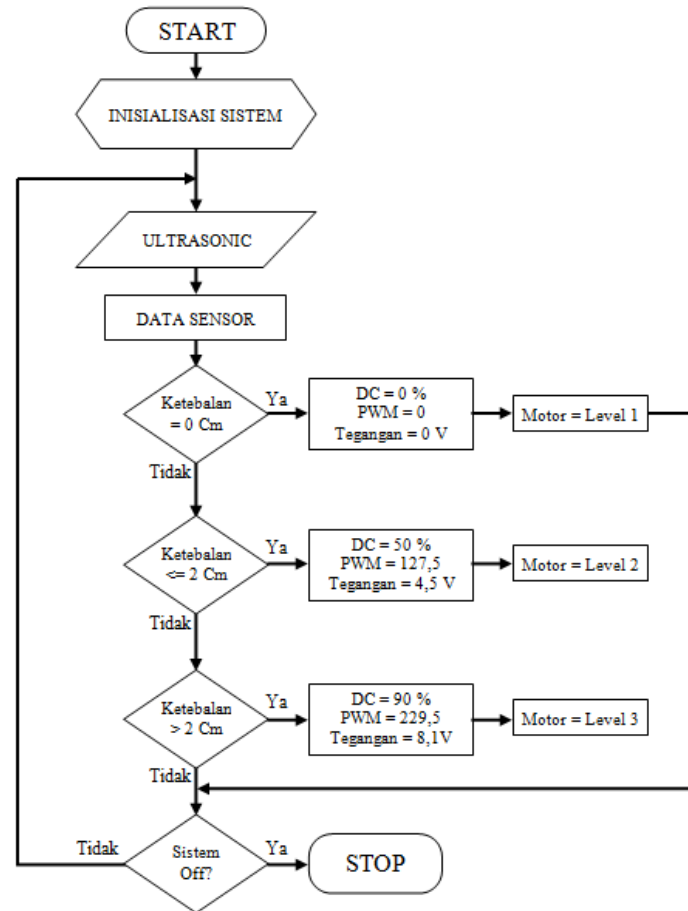 START
INISIALISASI SISTEM
ULTRASONIC
DATA SENSOR
Ketebalan
= 0 Cm
Ya
DC = 0 %
PWM = 0
Tegangan = 0 V
Motor = Level 1
Tidak
Ketebalan
<= 2 Cm
Ya
DC = 50 %
PWM = 127,5
Tegangan = 4,5 V
Motor = Level 2
Tidak
Ketebalan
> 2 Cm
Ya
DC = 90 %
PWM = 229,5
Tegangan = 8,1V
Motor = Level 3
Tidak
Tidak
Sistem
Off?
Ya
STOP